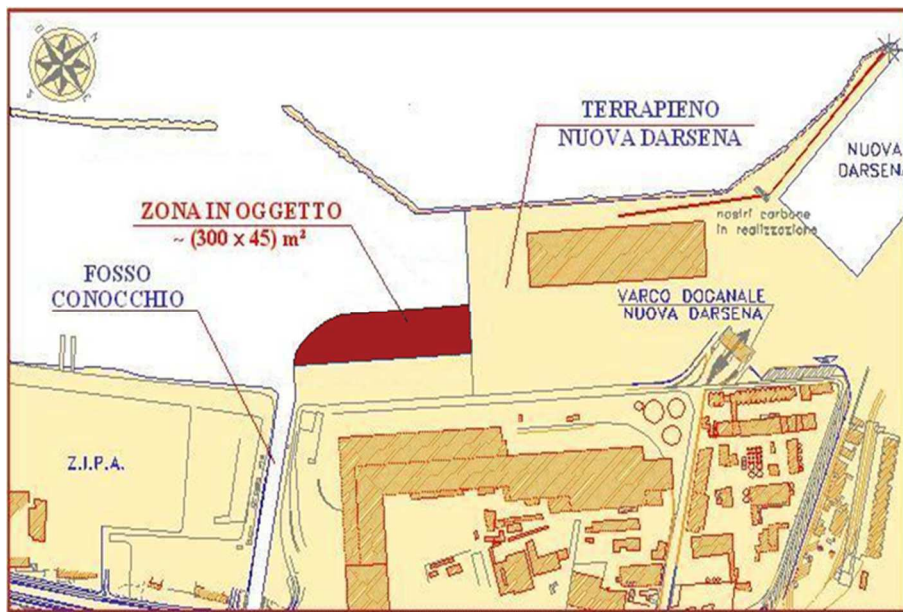 TERRAPIENO
NUOVA DARSENA
NUOVA
DARSENA
ZONA IN OGGETTO
~ (300 x 45) m²
nastri carbone
in realizzazione
FOSSO
CONOCCHIO
VARCO DOGANALE
NUOVA DARSENA
Z.I.P.A.